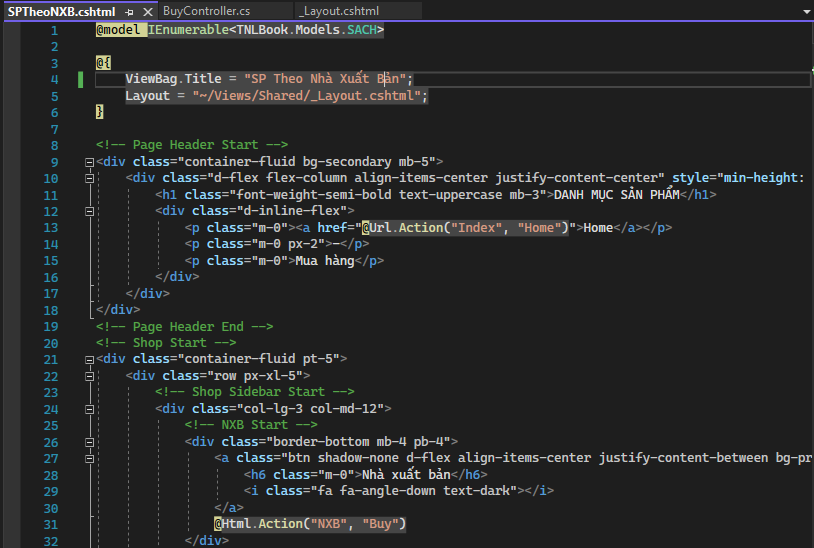 SPTheoNXB.cshtml BuyController.cs _Layout.cshtml
1 @model IEnumerable<TNLBook.Models.SACH>
2
3 @{
4 ViewBag.Title = "SP Theo Nhà Xuất Bản";
5 Layout = "~/Views/Shared/_Layout.cshtml";
6 }
7
8 <!-- Page Header Start -->
9 <div class="container-fluid bg-secondary mb-5">
10 <div class="d-flex flex-column align-items-center justify-content-center" style="min-height:
11 <h1 class="font-weight-semi-bold text-uppercase mb-3">DANH MỤC SẢN PHẨM</h1>
12 <div class="d-inline-flex">
13 <p class="m-0"><a href="@Url.Action("Index", "Home")">Home</a></p>
14 <p class="m-0 px-2">-</p>
15 <p class="m-0">Mua hàng</p>
16 </div>
17 </div>
18 </div>
19 <!-- Page Header End -->
20 <!-- Shop Start -->
21 <div class="container-fluid pt-5">
22 <div class="row px-xl-5">
23 <!-- Shop Sidebar Start -->
24 <div class="col-lg-3 col-md-12">
25 <!-- NXB Start -->
26 <div class="border-bottom mb-4 pb-4">
27 <a class="btn shadow-none d-flex align-items-center justify-content-between bg-pr
28 <h6 class="m-0">Nhà xuất bản</h6>
29 <i class="fa fa-angle-down text-dark"></i>
30 </a>
31 @Html.Action("NXB", "Buy")
32 </div>